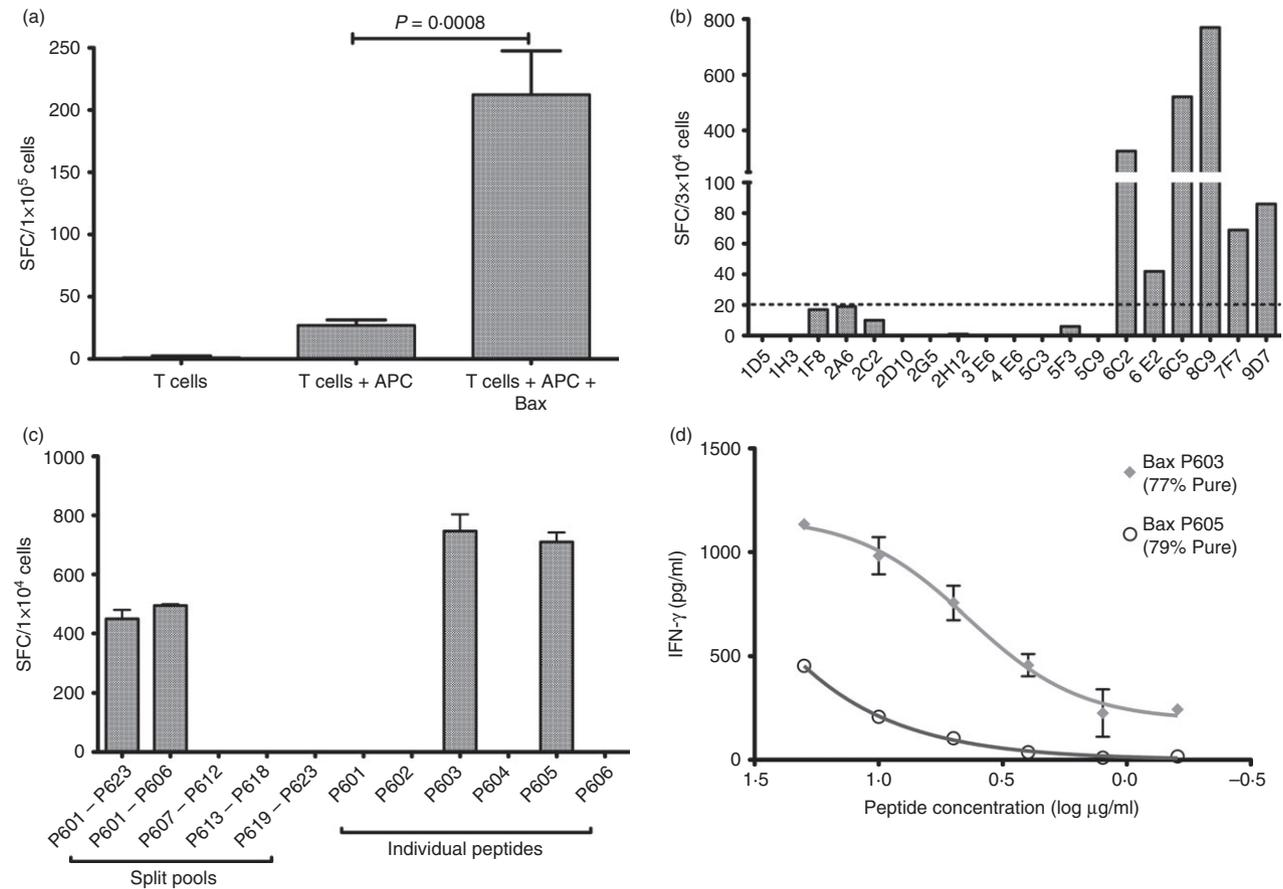 (a)
P = 0·0008
250
200
150
100
50
0
SFC/1×10⁵ cells
T cells
T cells + APC
T cells + APC +
Bax
(b)
800
600
400
100
80
60
40
20
0
SFC/3×10⁴ cells
1D5
1H3
1F8
2A6
2C2
2D10
2G5
2H12
3 E6
4 E6
5C3
5F3
5C9
6C2
6 E2
6C5
8C9
7F7
9D7
(c)
1000
800
600
400
200
0
SFC/1×10⁴ cells
P601 – P623
P601 – P606
P607 – P612
P613 – P618
P619 – P623
P601
P602
P603
P604
P605
P606
Split pools
Individual peptides
(d)
1500
1000
500
0
IFN-γ (pg/ml)
Bax P603
(77% Pure)
Bax P605
(79% Pure)
1·5
1·0
0·5
0·0
–0·5
Peptide concentration (log μg/ml)